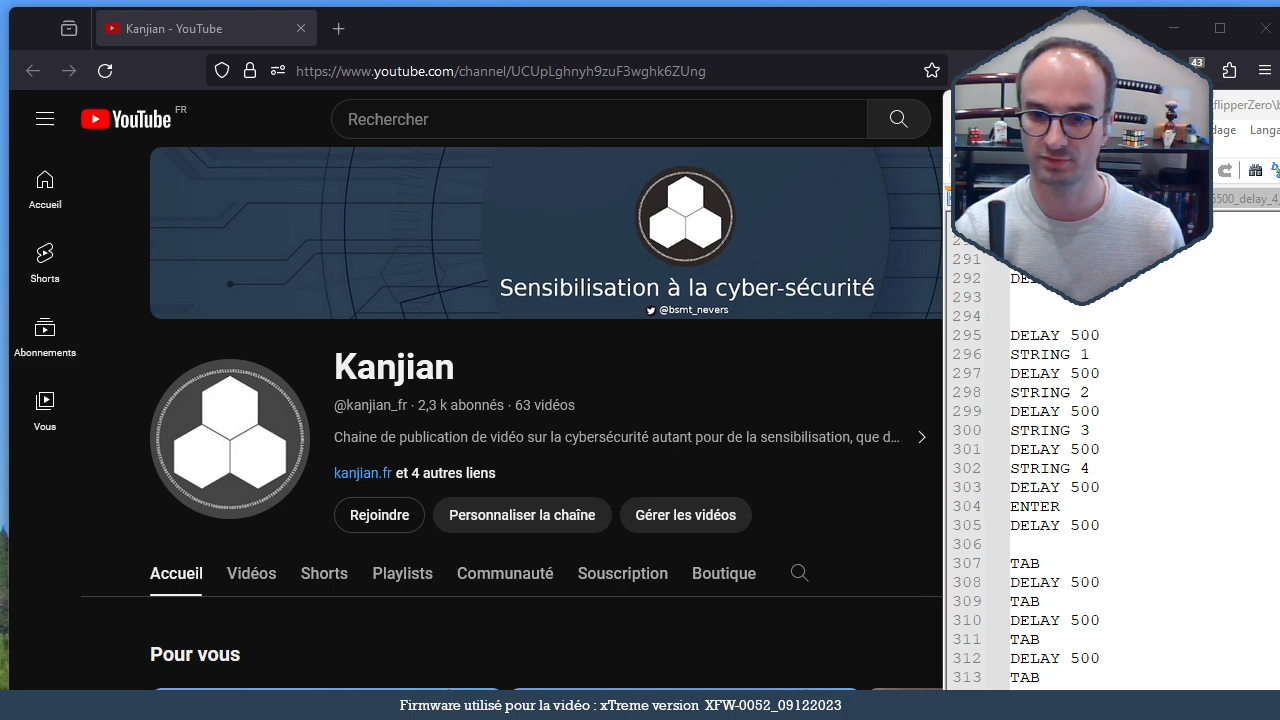 Kanjian - YouTube
https://www.youtube.com/channel/UCUpLghnyh9zuF3wghk6ZUng
43
YouTube FR
Rechercher
flipperZero\b
dage Langa
5500_delay_4_
Accueil
Shorts
Abonnements
Vous
Sensibilisation à la cyber-sécurité
@bsmt_nevers
Kanjian
@kanjian_fr · 2,3 k abonnés · 63 vidéos
Chaine de publication de vidéo sur la cybersécurité autant pour de la sensibilisation, que d...
kanjian.fr et 4 autres liens
Rejoindre Personnaliser la chaîne Gérer les vidéos
Accueil Vidéos Shorts Playlists Communauté Souscription Boutique
Pour vous
291
292
293
294
295 DELAY 500
296 STRING 1
297 DELAY 500
298 STRING 2
299 DELAY 500
300 STRING 3
301 DELAY 500
302 STRING 4
303 DELAY 500
304 ENTER
305 DELAY 500
306
307 TAB
308 DELAY 500
309 TAB
310 DELAY 500
311 TAB
312 DELAY 500
313 TAB
Firmware utilisé pour la vidéo : xTreme version XFW-0052_09122023